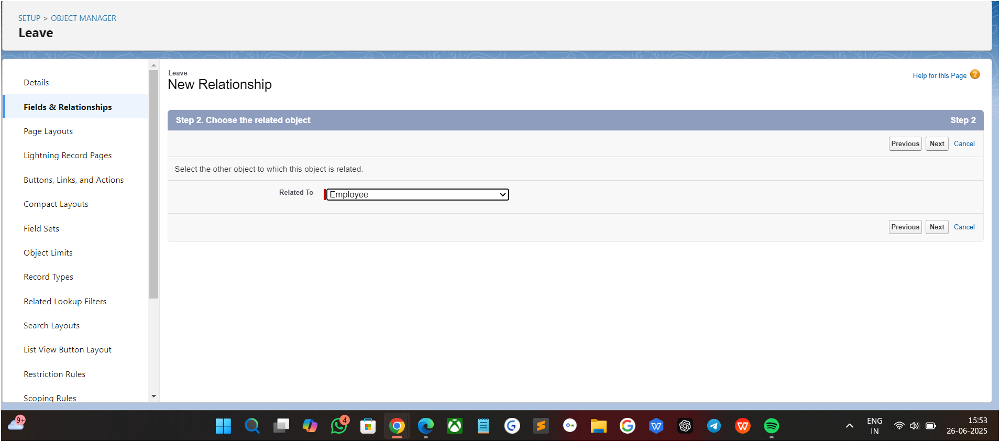 SETUP > OBJECT MANAGER
Leave
Details
Fields & Relationships
Page Layouts
Lightning Record Pages
Buttons, Links, and Actions
Compact Layouts
Field Sets
Object Limits
Record Types
Related Lookup Filters
Search Layouts
List View Button Layout
Restriction Rules
Scoping Rules
Leave
New Relationship
Help for this Page ?
Step 2. Choose the related object Step 2
Previous Next Cancel
Select the other object to which this object is related.
Related To Employee
Previous Next Cancel
9+
4
ENG
IN
15:53
26-06-2025